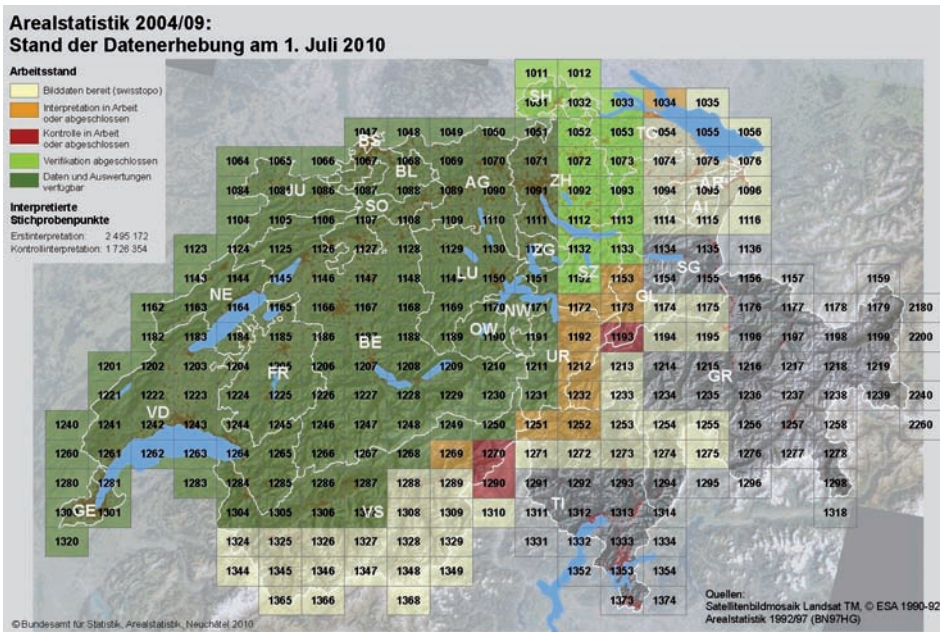 Arealstatistik 2004/09:
Stand der Datenerhebung am 1. Juli 2010
Arbeitsstand
Bilddaten bereit (swisstopo)
Interpretation in Arbeit
oder abgeschlossen
Kontrolle in Arbeit
oder abgeschlossen
Verifikation abgeschlossen
Daten und Auswertungen
verfügbar
Interpretierte
Stichprobenpunkte
Erstinterpretation: 2 495 172
Kontrollinterpretation: 1 726 354
1011 1012
SH
1031 1032 1033 1034 1035
1047 1048 1049 1050 1051 1052 1053 1054 1055 1056
BS TG
1064 1065 1066 1067 1068 1069 1070 1071 1072 1073 1074 1075 1076
BL AG ZH AR
1084 1085 1086 1087 1088 1089 1090 1091 1092 1093 1094 1095 1096
JU SO AI
1104 1105 1106 1107 1108 1109 1110 1111 1112 1113 1114 1115 1116
1123 1124 1125 1126 1127 1128 1129 1130 1131 1132 1133 1134 1135 1136
ZG LU SZ SG
1143 1144 1145 1146 1147 1148 1149 1150 1151 1152 1153 1154 1155 1156 1157 1159
NE NW GL
1162 1163 1164 1165 1166 1167 1168 1169 1170 1171 1172 1173 1174 1175 1176 1177 1178 1179 2180
BE OW UR
1182 1183 1184 1185 1186 1187 1188 1189 1190 1191 1192 1193 1194 1195 1196 1197 1198 1199 2200
FR GR
1201 1202 1203 1204 1205 1206 1207 1208 1209 1210 1211 1212 1213 1214 1215 1216 1217 1218 1219
1221 1222 1223 1224 1225 1226 1227 1228 1229 1230 1231 1232 1233 1234 1235 1236 1237 1238 1239 2240
VD
1240 1241 1242 1243 1244 1245 1246 1247 1248 1249 1250 1251 1252 1253 1254 1255 1256 1257 1258 2260
1260 1261 1262 1263 1264 1265 1266 1267 1268 1269 1270 1271 1272 1273 1274 1275 1276 1277 1278
1280 1281 1283 1284 1285 1286 1287 1288 1289 1290 1291 1292 1293 1294 1295 1296 1298
GE VS TI
1300 1301 1304 1305 1306 1307 1308 1309 1310 1311 1312 1313 1314 1318
1320 1324 1325 1326 1327 1328 1329 1331 1332 1333 1334
1344 1345 1346 1347 1348 1349 1352 1353 1354
1365 1366 1368 1373 1374
Quellen:
Satellitenbildmosaik Landsat TM, © ESA 1990-92
Arealstatistik 1992/97 (BN97HG)
© Bundesamt für Statistik, Arealstatistik, Neuchâtel 2010